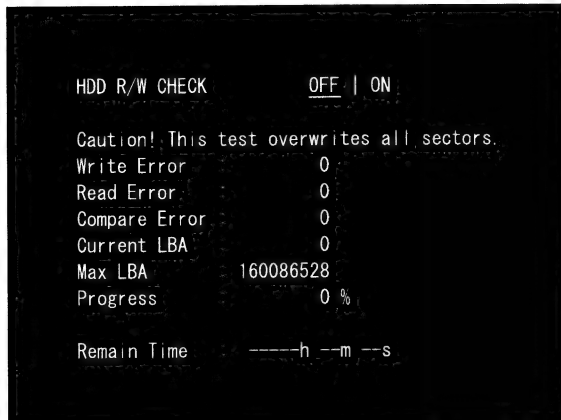 HDD R/W CHECK OFF | ON
Caution! This test overwrites all sectors.
Write Error 0
Read Error 0
Compare Error 0
Current LBA 0
Max LBA 160086528
Progress 0 %
Remain Time -----h --m --s